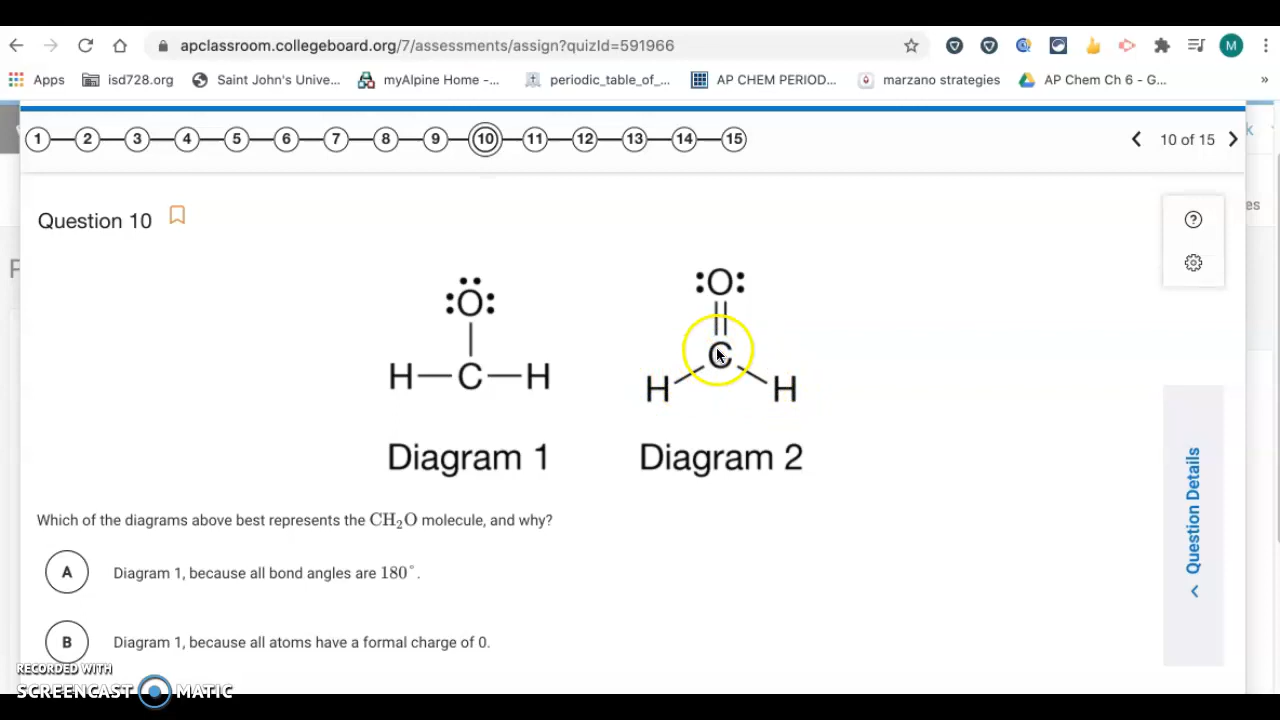 apclassroom.collegeboard.org/7/assessments/assign?quizId=591966
M
Apps isd728.org Saint John's Unive... myAlpine Home -... periodic_table_of_... AP CHEM PERIOD... marzano strategies AP Chem Ch 6 - G... »
1 2 3 4 5 6 7 8 9 10 11 12 13 14 15
10 of 15
k
es
Question 10
P
?
:Ö: :O:
H—C—H
C
H H
Diagram 1 Diagram 2
Question Details
Which of the diagrams above best represents the CH₂O molecule, and why?
A Diagram 1, because all bond angles are 180°.
B Diagram 1, because all atoms have a formal charge of 0.
RECORDED WITH
SCREENCAST MATIC